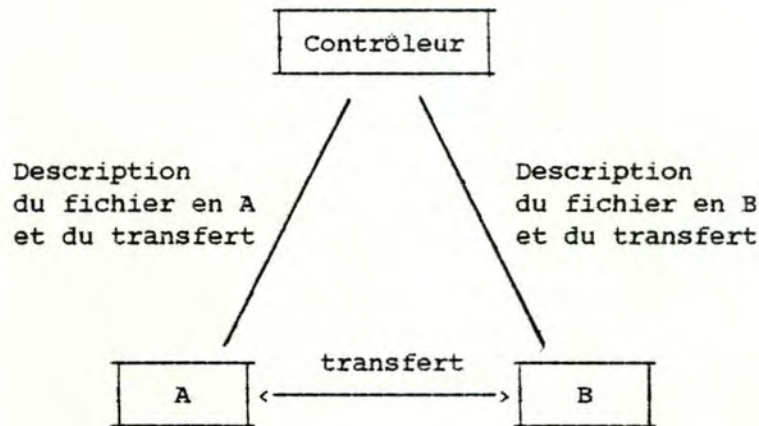 Contrôleur
Description
du fichier en A
et du transfert
Description
du fichier en B
et du transfert
transfert
A
B